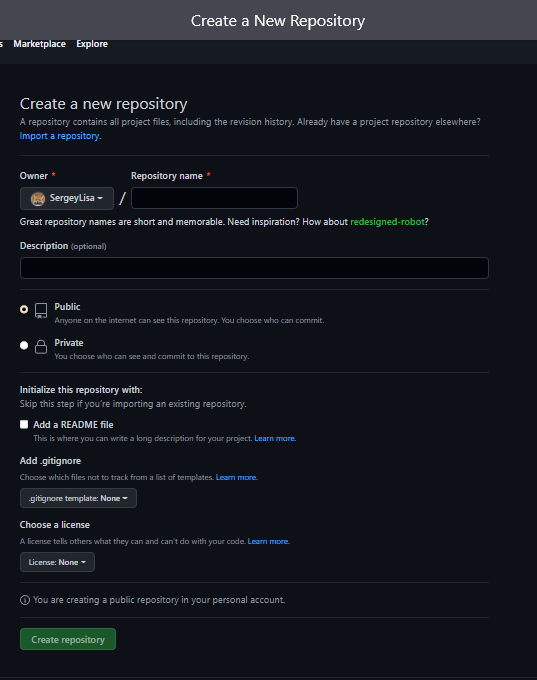 Create a New Repository
s Marketplace Explore
Create a new repository
A repository contains all project files, including the revision history. Already have a project repository elsewhere?
Import a repository.
Owner * Repository name *
SergeyLisa /
Great repository names are short and memorable. Need inspiration? How about redesigned-robot?
Description (optional)
Public
Anyone on the internet can see this repository. You choose who can commit.
Private
You choose who can see and commit to this repository.
Initialize this repository with:
Skip this step if you're importing an existing repository.
Add a README file
This is where you can write a long description for your project. Learn more.
Add .gitignore
Choose which files not to track from a list of templates. Learn more.
.gitignore template: None
Choose a license
A license tells others what they can and can't do with your code. Learn more.
License: None
You are creating a public repository in your personal account.
Create repository